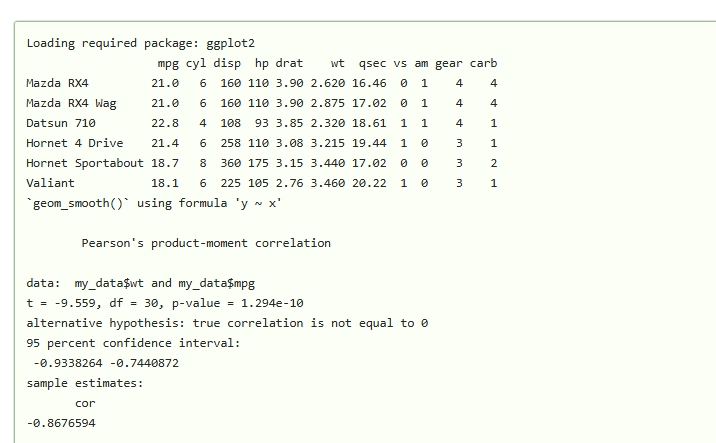 Loading required package: ggplot2
                   mpg cyl disp  hp drat    wt  qsec vs am gear carb
Mazda RX4         21.0   6  160 110 3.90 2.620 16.46  0  1    4    4
Mazda RX4 Wag     21.0   6  160 110 3.90 2.875 17.02  0  1    4    4
Datsun 710        22.8   4  108  93 3.85 2.320 18.61  1  1    4    1
Hornet 4 Drive    21.4   6  258 110 3.08 3.215 19.44  1  0    3    1
Hornet Sportabout 18.7   8  360 175 3.15 3.440 17.02  0  0    3    2
Valiant           18.1   6  225 105 2.76 3.460 20.22  1  0    3    1
`geom_smooth()` using formula 'y ~ x'
        Pearson's product-moment correlation
data:  my_data$wt and my_data$mpg
t = -9.559, df = 30, p-value = 1.294e-10
alternative hypothesis: true correlation is not equal to 0
95 percent confidence interval:
 -0.9338264 -0.7440872
sample estimates:
       cor
-0.8676594